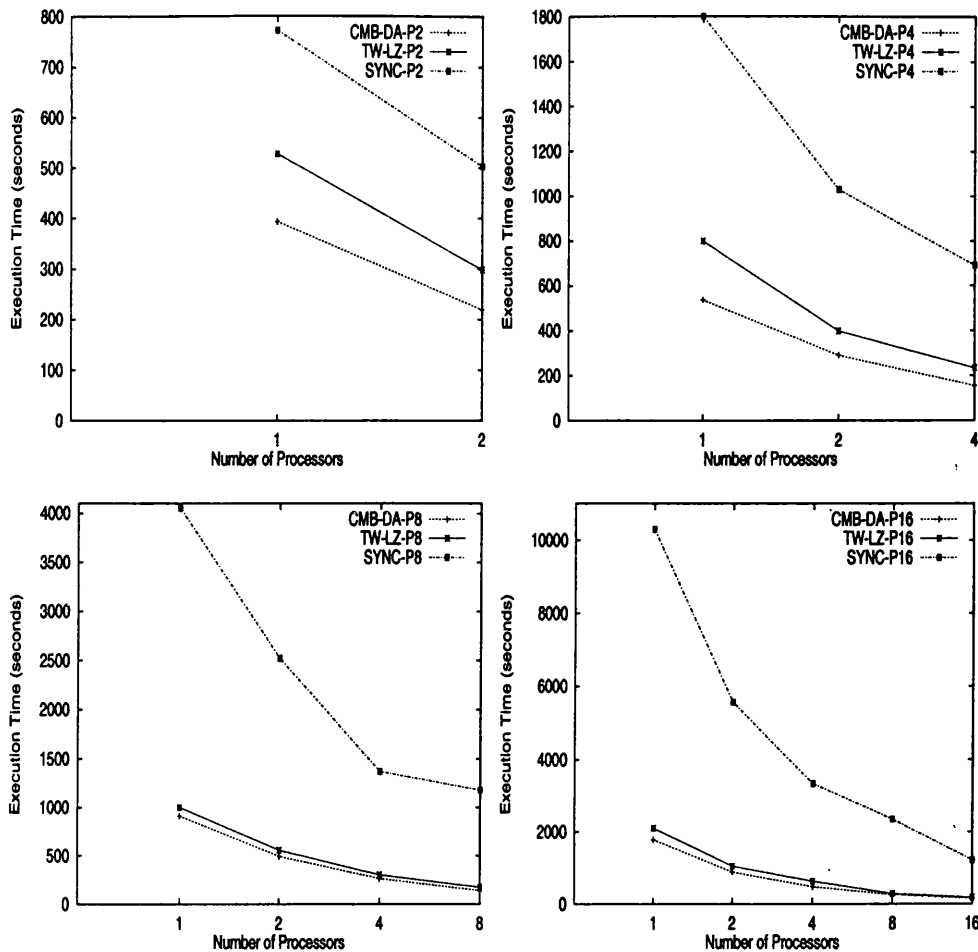 800
700
600
500
400
300
200
100
0
Execution Time (seconds)
CMB-DA-P2
TW-LZ-P2
SYNC-P2
1 2
Number of Processors
1800
1600
1400
1200
1000
800
600
400
200
0
Execution Time (seconds)
CMB-DA-P4
TW-LZ-P4
SYNC-P4
1 2 4
Number of Processors
4000
3500
3000
2500
2000
1500
1000
500
0
Execution Time (seconds)
CMB-DA-P8
TW-LZ-P8
SYNC-P8
1 2 4 8
Number of Processors
10000
8000
6000
4000
2000
0
Execution Time (seconds)
CMB-DA-P16
TW-LZ-P16
SYNC-P16
1 2 4 8 16
Number of Processors